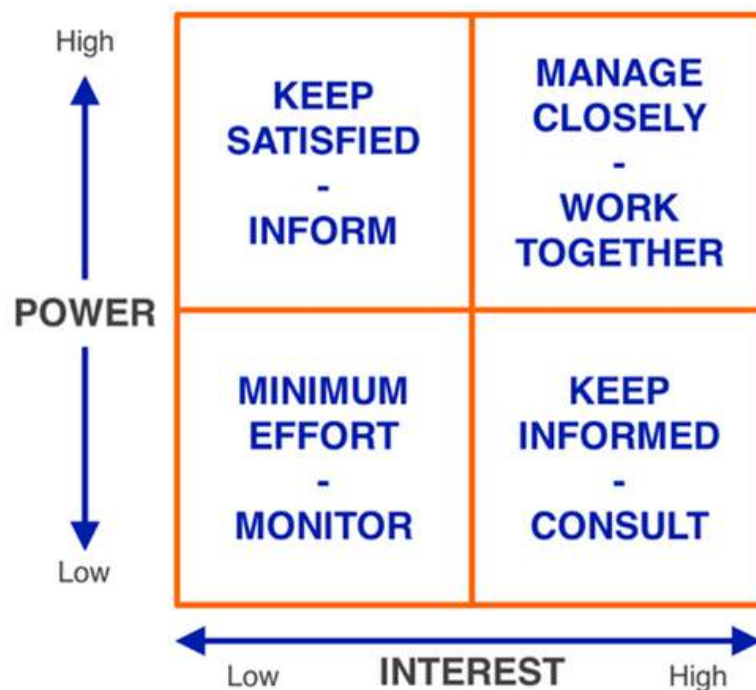 High
KEEP
SATISFIED
-
INFORM
MANAGE
CLOSELY
-
WORK
TOGETHER
POWER
MINIMUM
EFFORT
-
MONITOR
KEEP
INFORMED
-
CONSULT
Low
Low
INTEREST
High